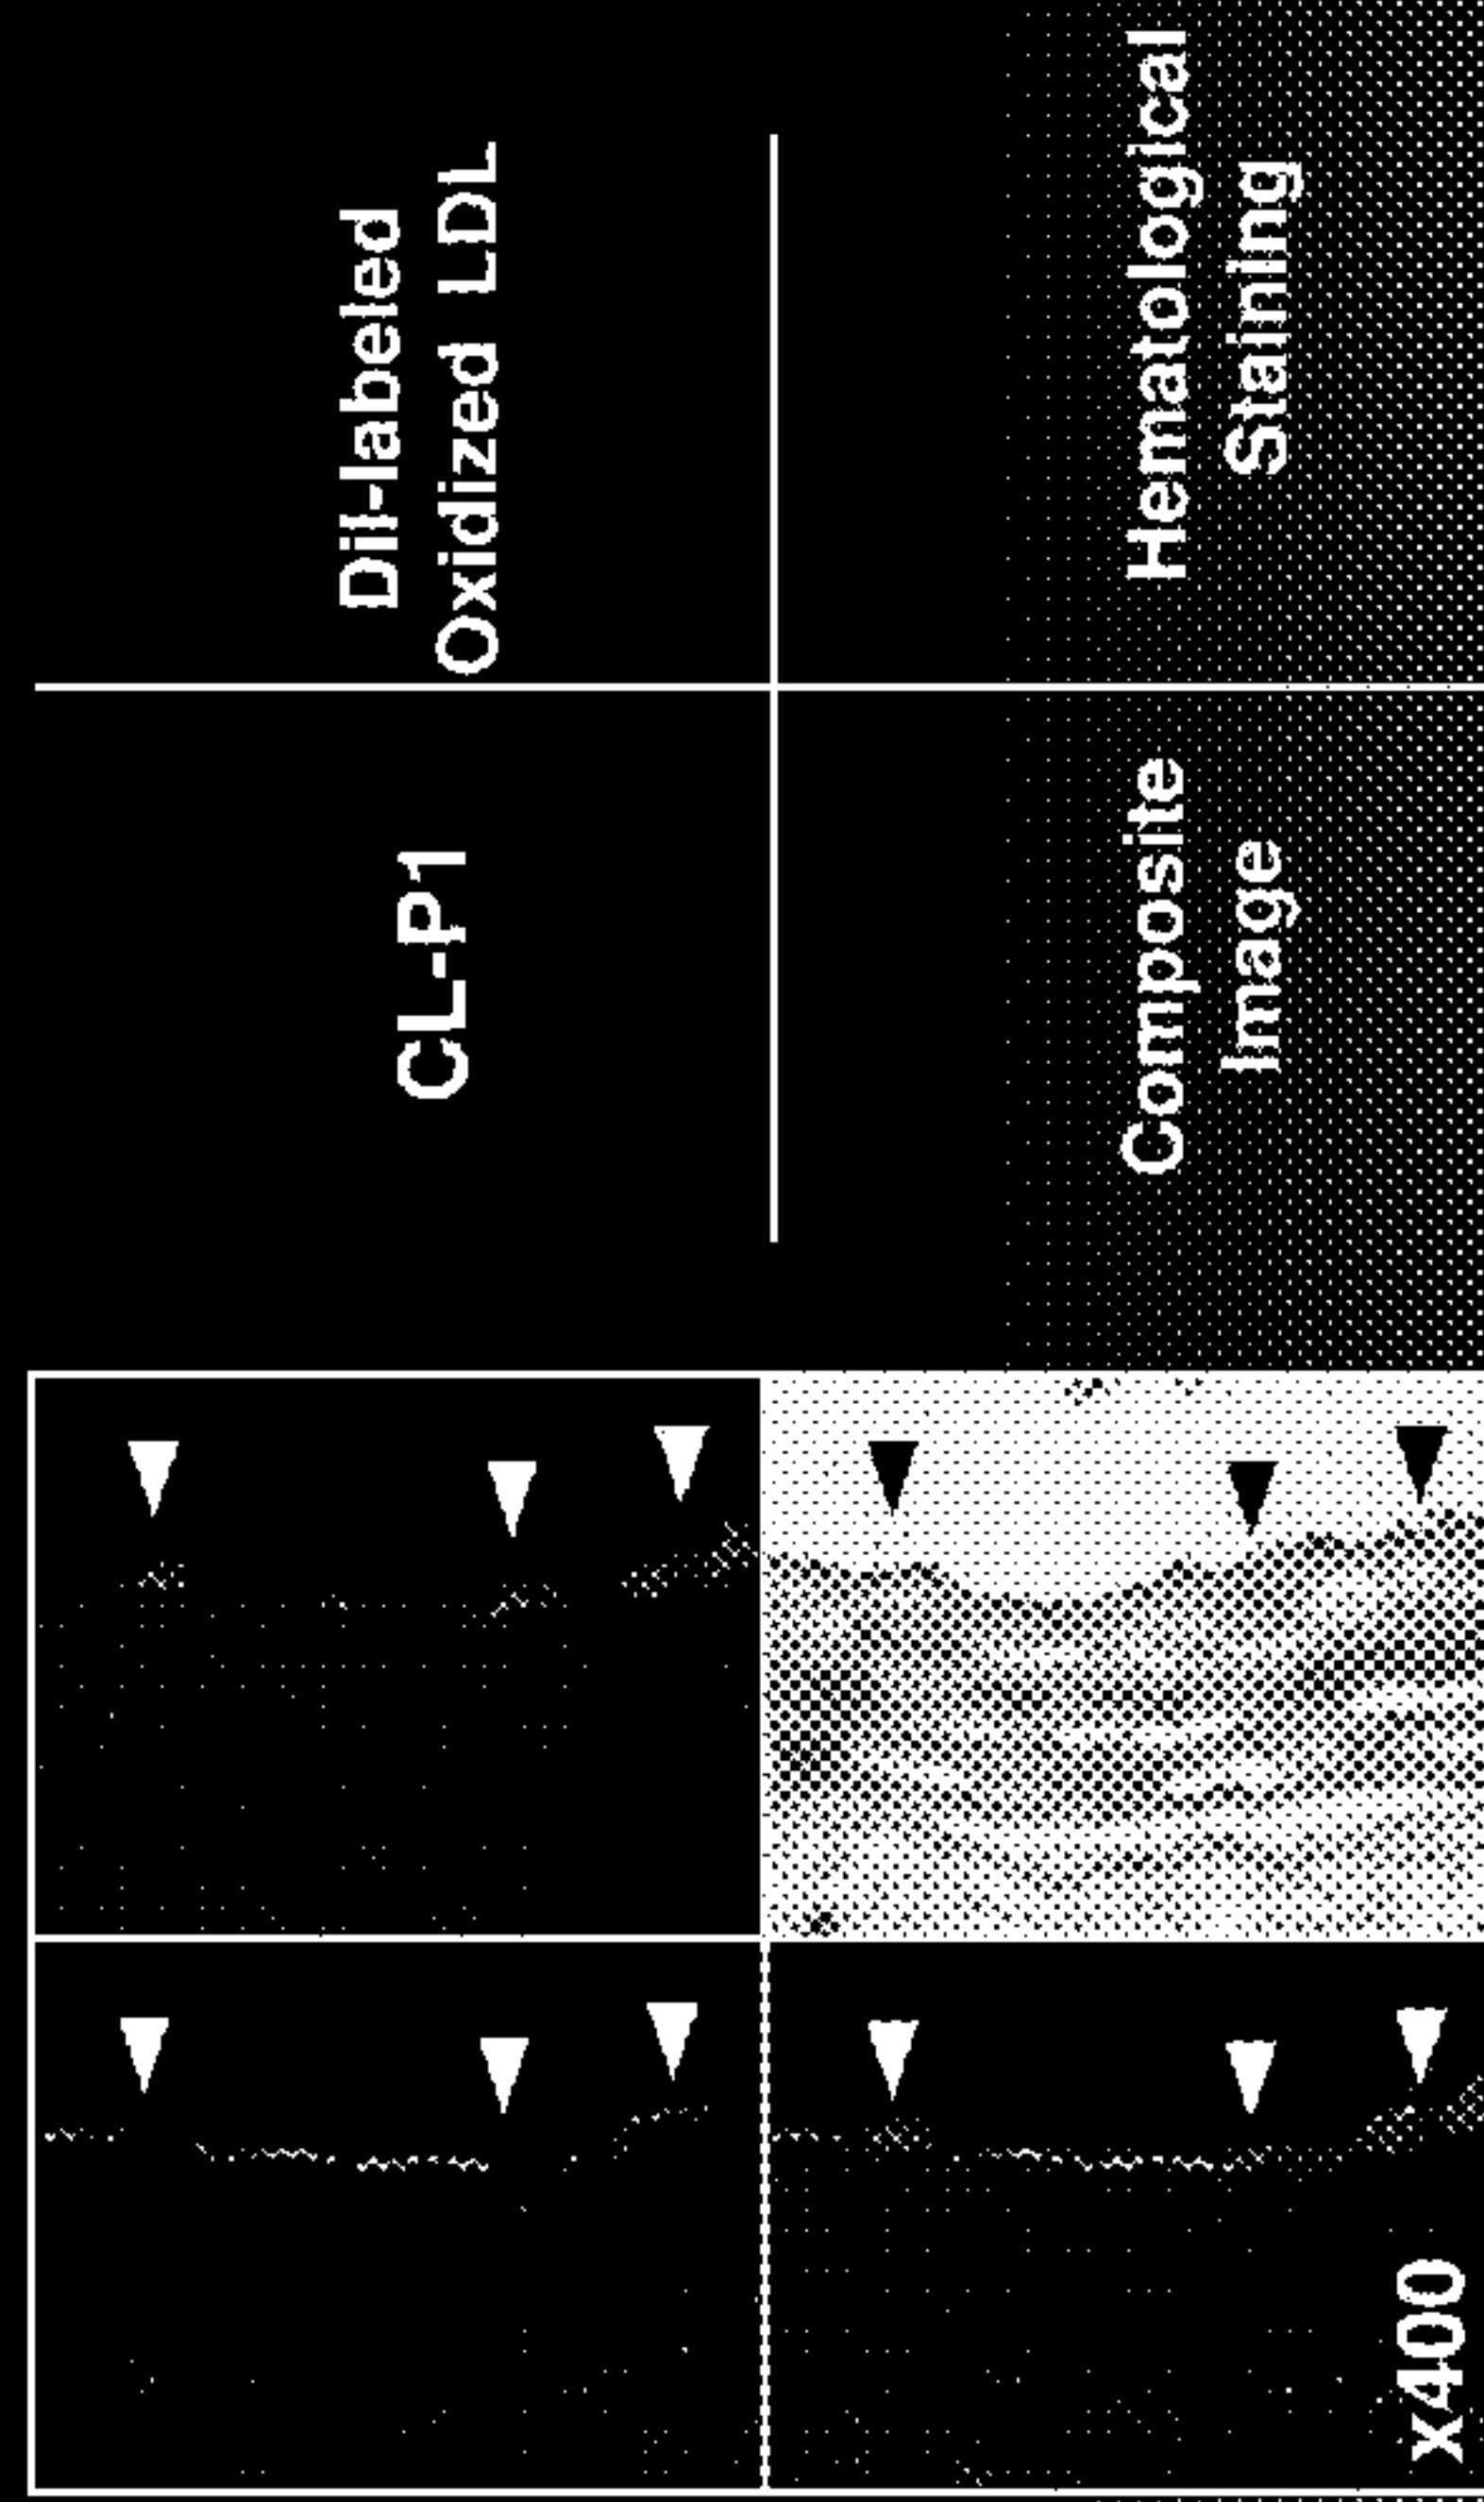 CL-P1
DiI-labeled
Oxidized LDL
Composite
Image
Hematological
Staining
x400